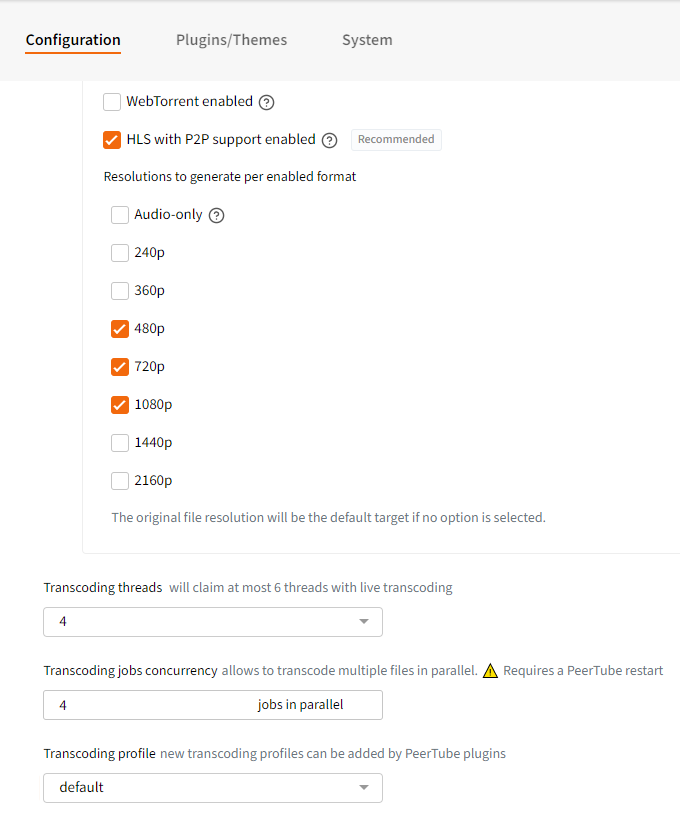 Configuration Plugins/Themes System
WebTorrent enabled
HLS with P2P support enabled Recommended
Resolutions to generate per enabled format
Audio-only
240p
360p
480p
720p
1080p
1440p
2160p
The original file resolution will be the default target if no option is selected.
Transcoding threads will claim at most 6 threads with live transcoding
4
Transcoding jobs concurrency allows to transcode multiple files in parallel. Requires a PeerTube restart
4 jobs in parallel
Transcoding profile new transcoding profiles can be added by PeerTube plugins
default